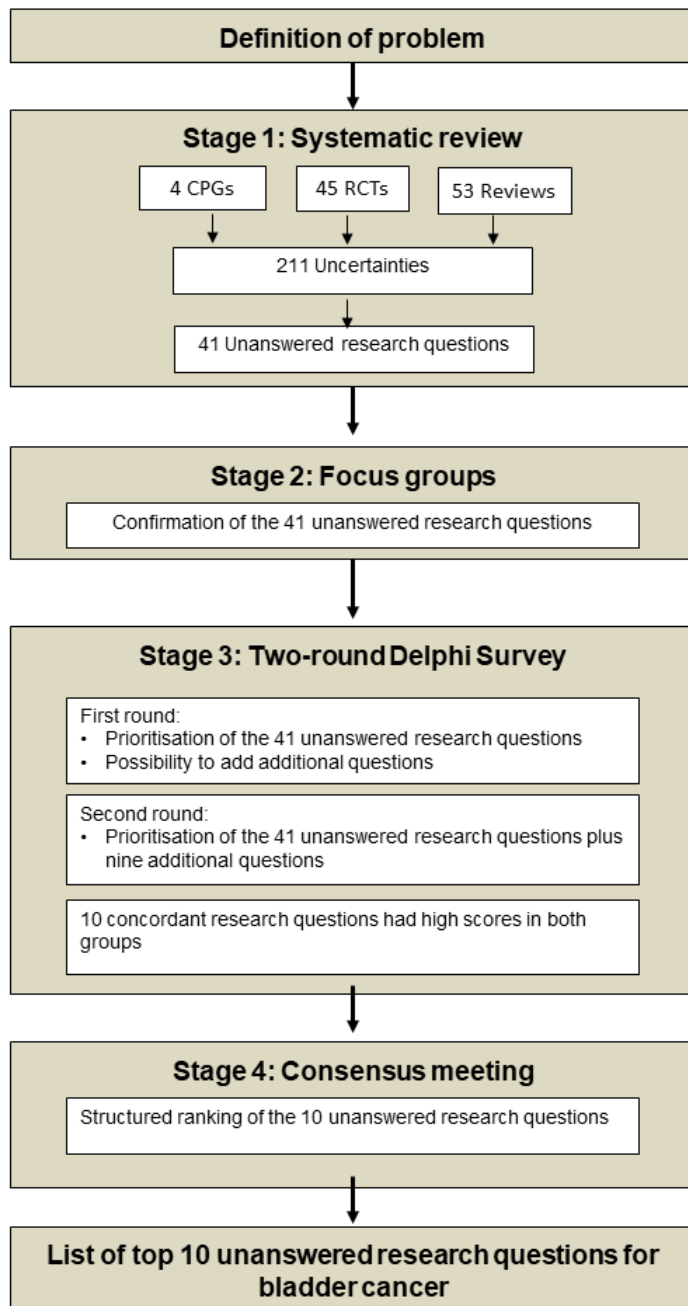 Definition of problem
Stage 1: Systematic review
4 CPGs
45 RCTs
53 Reviews
211 Uncertainties
41 Unanswered research questions
Stage 2: Focus groups
Confirmation of the 41 unanswered research questions
Stage 3: Two-round Delphi Survey
First round:
• Prioritisation of the 41 unanswered research questions
• Possibility to add additional questions
Second round:
• Prioritisation of the 41 unanswered research questions plus
nine additional questions
10 concordant research questions had high scores in both
groups
Stage 4: Consensus meeting
Structured ranking of the 10 unanswered research questions
List of top 10 unanswered research questions for
bladder cancer